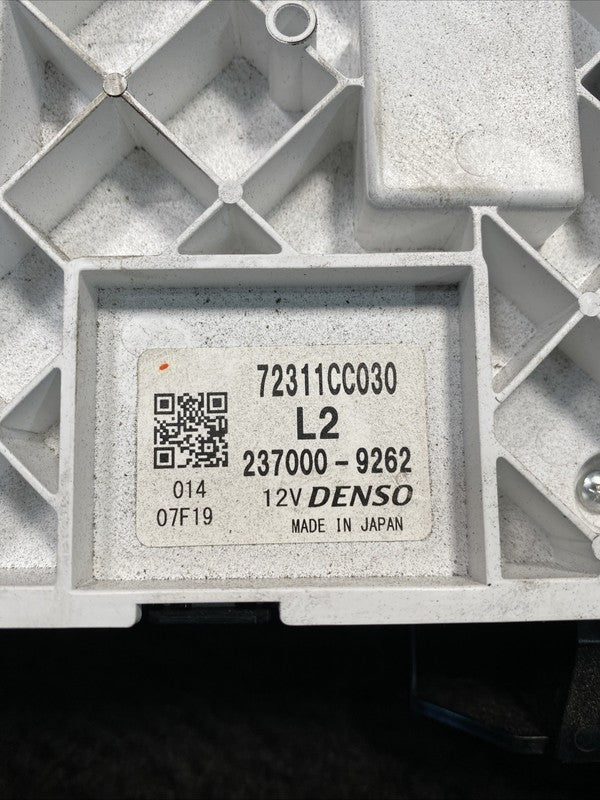 72311CC030
L2
237000-9262
014
12V DENSO
07F19
MADE IN JAPAN